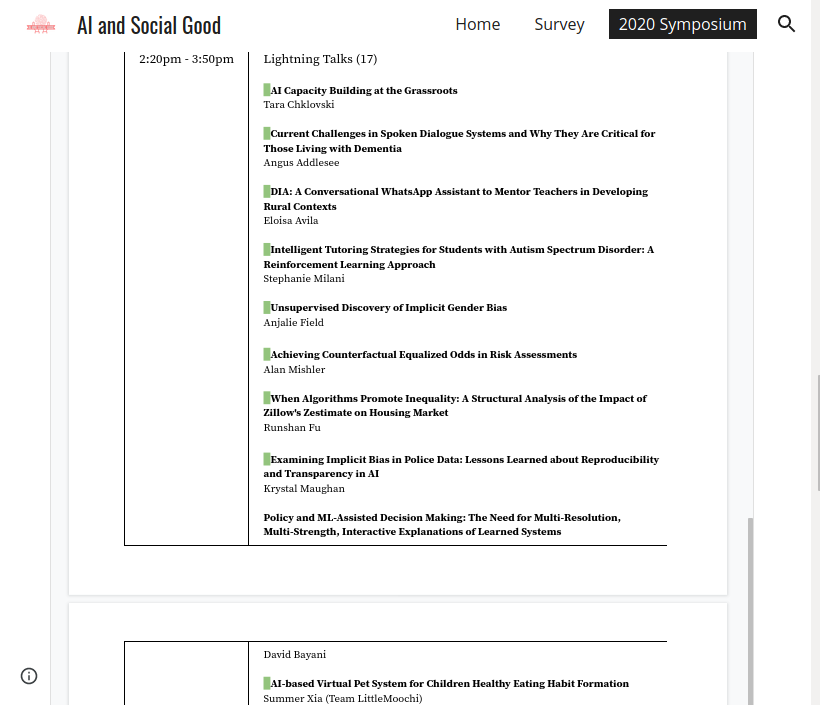 AI and Social Good
Home
Survey
2020 Symposium
2:20pm - 3:50pm
Lightning Talks (17)
AI Capacity Building at the Grassroots
Tara Chklovski
Current Challenges in Spoken Dialogue Systems and Why They Are Critical for
Those Living with Dementia
Angus Addlesee
DIA: A Conversational WhatsApp Assistant to Mentor Teachers in Developing
Rural Contexts
Eloisa Avila
Intelligent Tutoring Strategies for Students with Autism Spectrum Disorder: A
Reinforcement Learning Approach
Stephanie Milani
Unsupervised Discovery of Implicit Gender Bias
Anjalie Field
Achieving Counterfactual Equalized Odds in Risk Assessments
Alan Mishler
When Algorithms Promote Inequality: A Structural Analysis of the Impact of
Zillow's Zestimate on Housing Market
Runshan Fu
Examining Implicit Bias in Police Data: Lessons Learned about Reproducibility
and Transparency in AI
Krystal Maughan
Policy and ML-Assisted Decision Making: The Need for Multi-Resolution,
Multi-Strength, Interactive Explanations of Learned Systems
David Bayani
AI-based Virtual Pet System for Children Healthy Eating Habit Formation
Summer Xia (Team LittleMoochi)